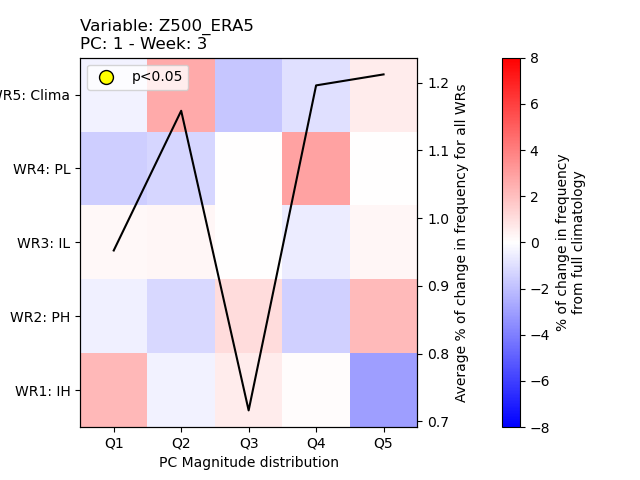 Variable: Z500_ERA5
PC: 1 - Week: 3
p<0.05
WR5: Clima
WR4: PL
WR3: IL
WR2: PH
WR1: IH
Q1 Q2 Q3 Q4 Q5
PC Magnitude distribution
1.2
1.1
1.0
0.9
0.8
0.7
Average % of change in frequency for all WRs
8
6
4
2
0
−2
−4
−6
−8
% of change in frequency
from full climatology